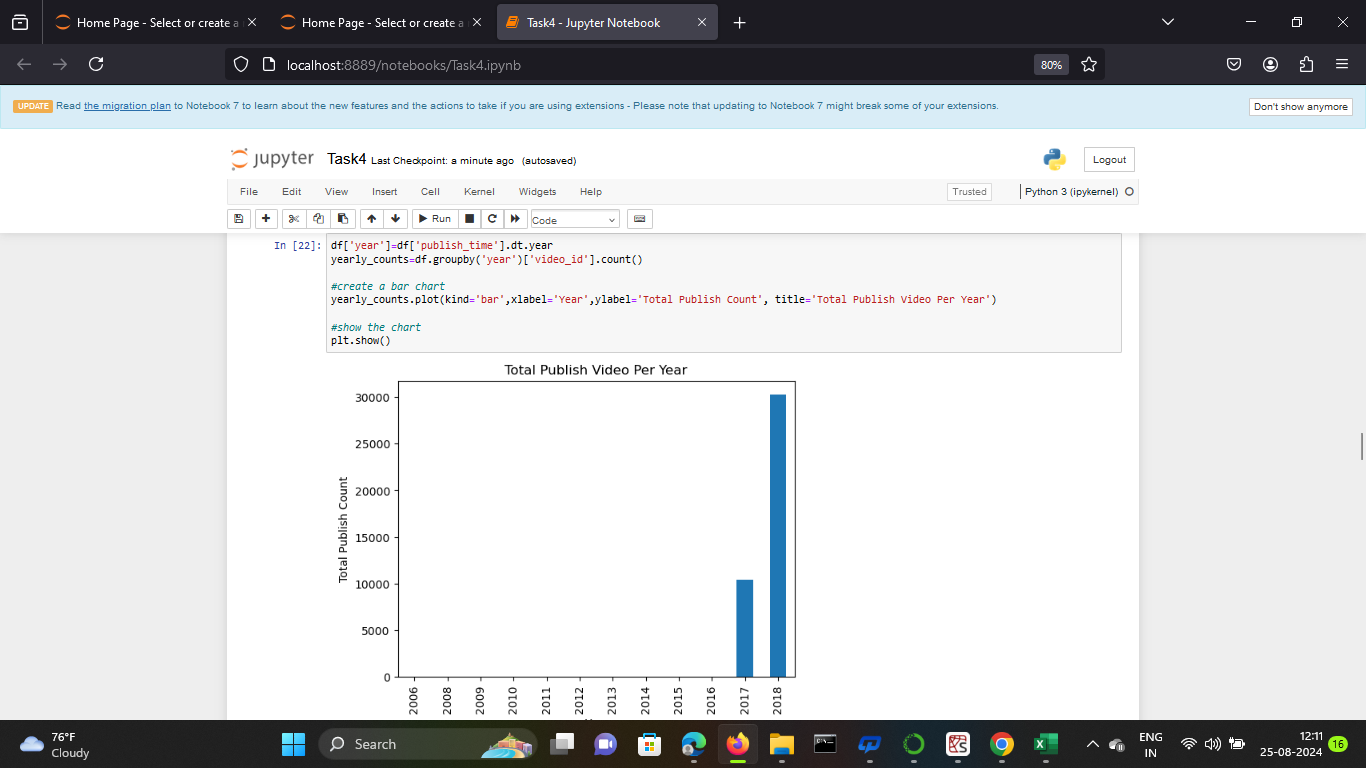 Home Page - Select or create a
Home Page - Select or create a
Task4 - Jupyter Notebook
localhost:8889/notebooks/Task4.ipynb
80%
UPDATE Read the migration plan to Notebook 7 to learn about the new features and the actions to take if you are using extensions - Please note that updating to Notebook 7 might break some of your extensions.
Don't show anymore
jupyter Task4 Last Checkpoint: a minute ago (autosaved)
Logout
File Edit View Insert Cell Kernel Widgets Help
Trusted
Python 3 (ipykernel)
Run
Code
In [22]:
df['year']=df['publish_time'].dt.year
yearly_counts=df.groupby('year')['video_id'].count()
#create a bar chart
yearly_counts.plot(kind='bar',xlabel='Year',ylabel='Total Publish Count', title='Total Publish Video Per Year')
#show the chart
plt.show()
Total Publish Video Per Year
Total Publish Count
30000
25000
20000
15000
10000
5000
0
2006 2008 2009 2010 2011 2012 2013 2014 2015 2016 2017 2018
76°F
Cloudy
Search
ENG
IN
12:11
25-08-2024
16